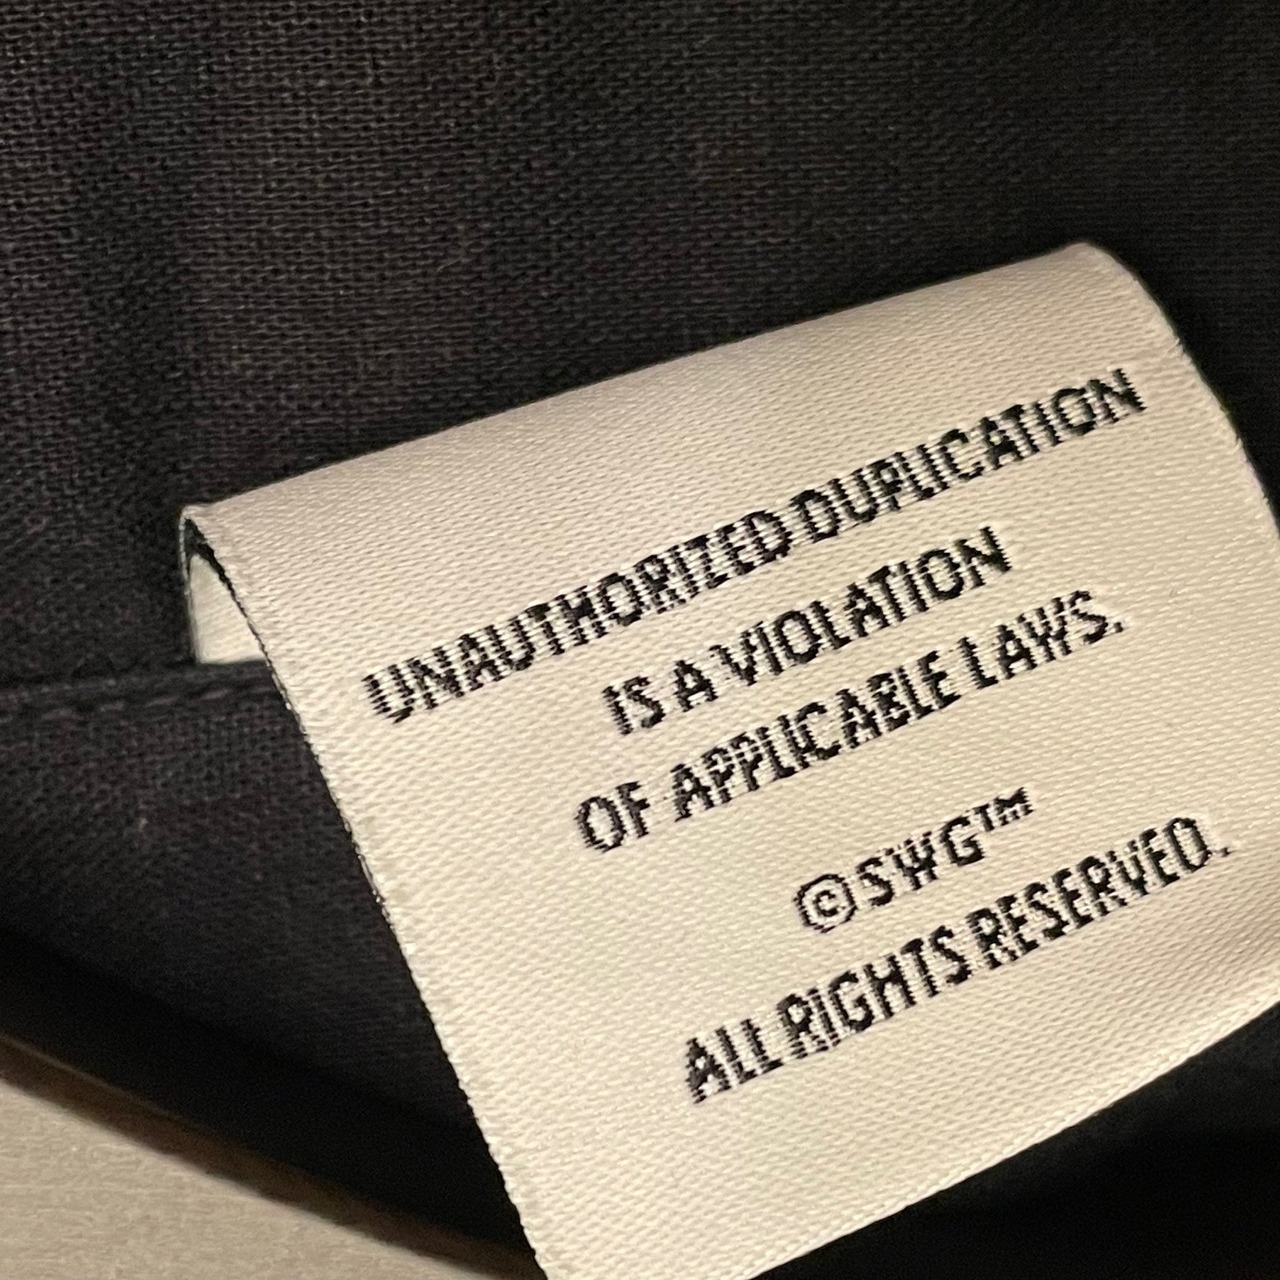 UNAUTHORIZED DUPLICATION
IS A VIOLATION
OF APPLICABLE LAWS.
©SWG™
ALL RIGHTS RESERVED.